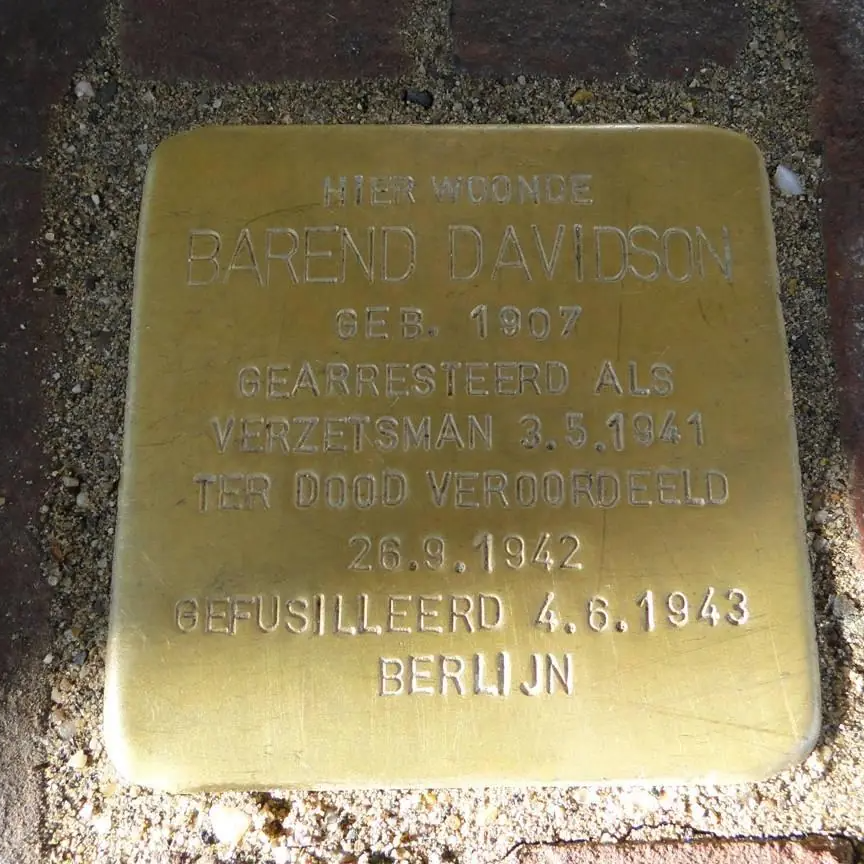 HIER WOONDE
BAREND DAVIDSON
GEB. 1907
GEARRESTEERD ALS
VERZETSMAN 3.5.1941
TER DOOD VEROORDEELD
26.9.1942
GEFUSILLEERD 4.6.1943
BERLIJN